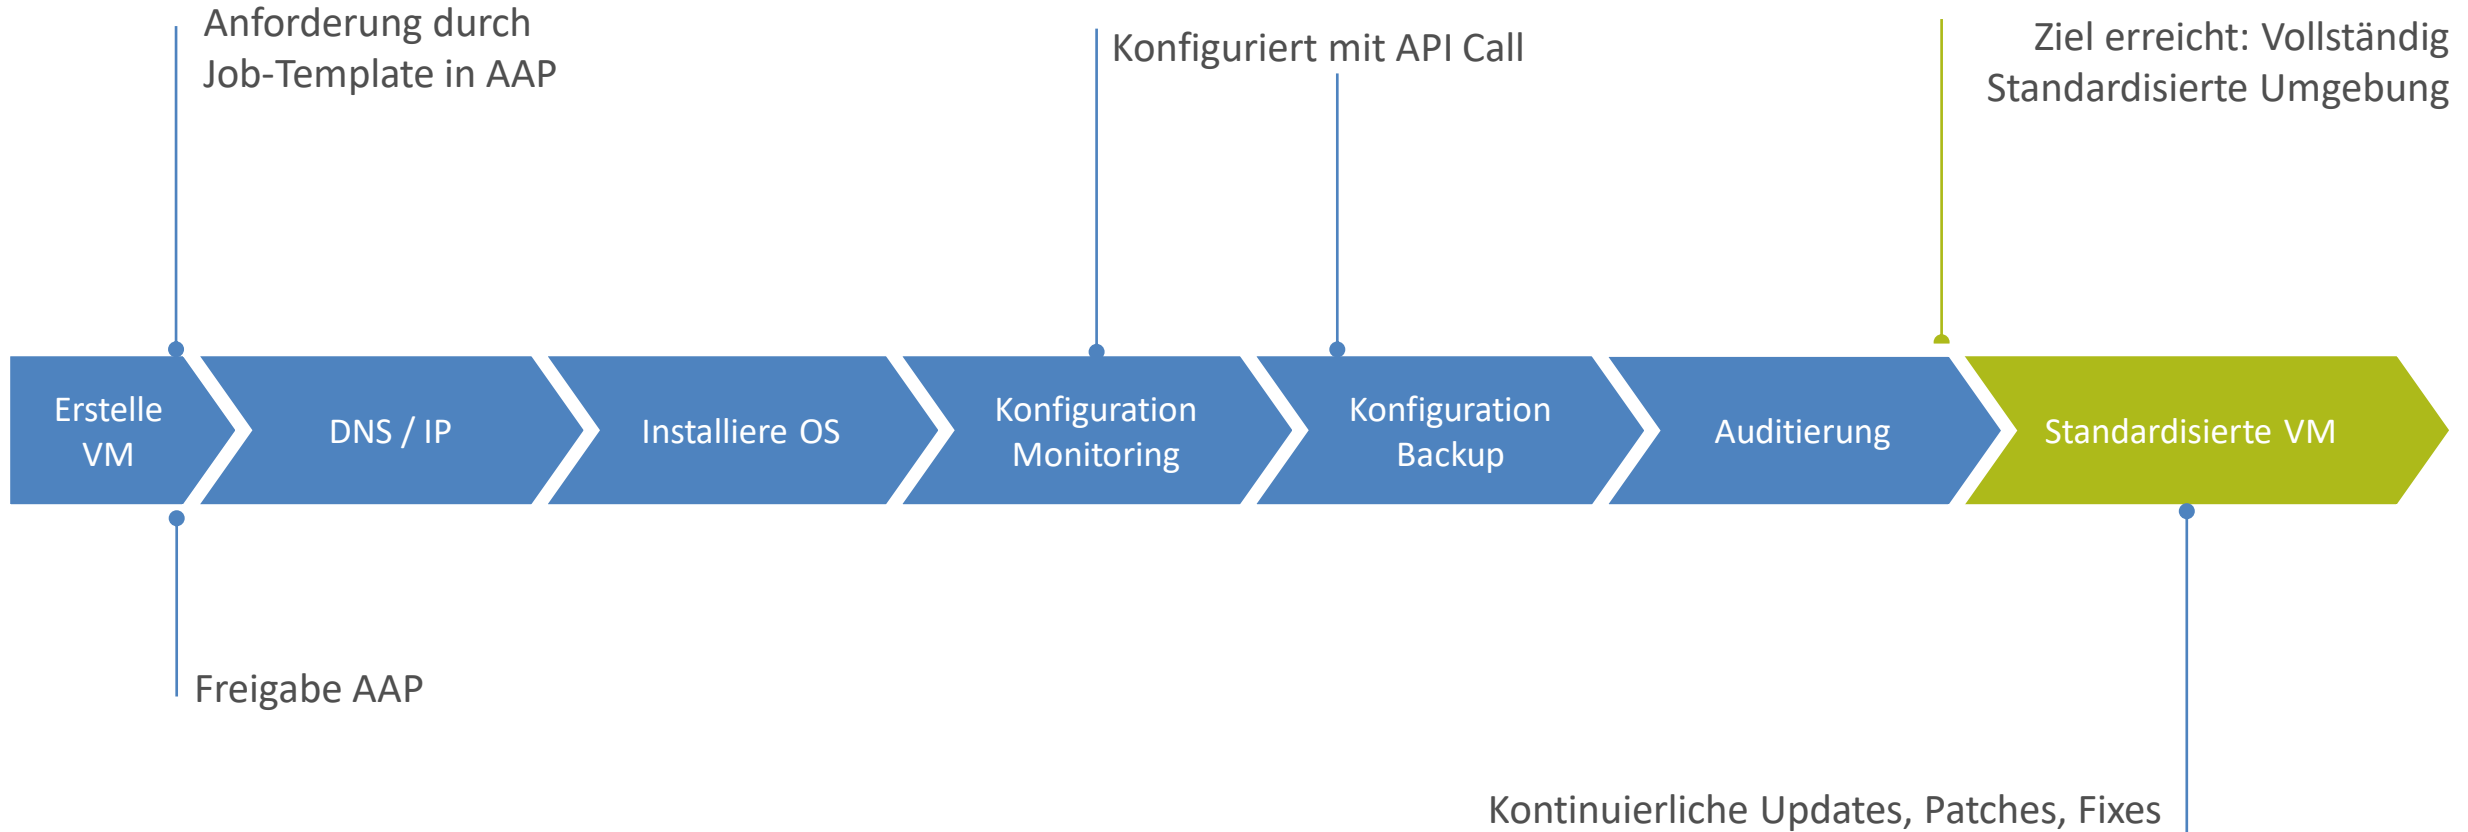 Anforderung durch
Job-Template in AAP
Konfiguriert mit API Call
Ziel erreicht: Vollständig
Standardisierte Umgebung
Erstelle
VM
DNS / IP
Installiere OS
Konfiguration
Monitoring
Konfiguration
Backup
Auditierung
Standardisierte VM
Freigabe AAP
Kontinuierliche Updates, Patches, Fixes